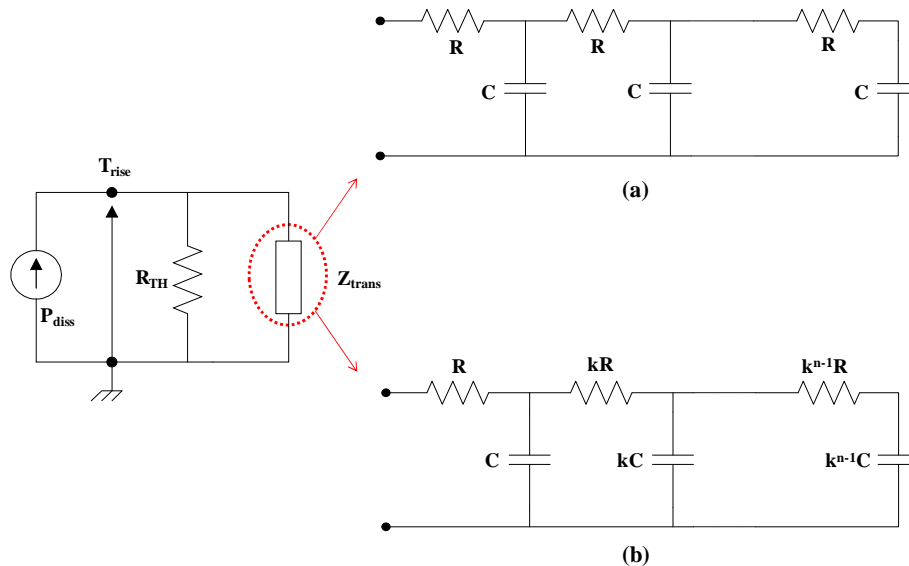 R
R
R
C
C
C
(a)
T_rise
P_diss
R_TH
Z_trans
R
kR
k^{n-1}R
C
kC
k^{n-1}C
(b)